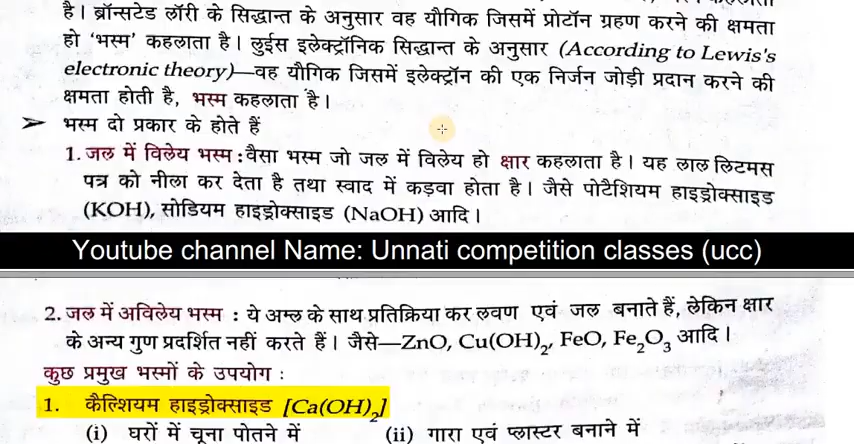 है। ब्रॉन्सटेड लॉरी के सिद्धान्त के अनुसार वह यौगिक जिसमें प्रोटॉन ग्रहण करने की क्षमता
हो ‘भस्म’ कहलाता है। लुईस इलेक्ट्रॉनिक सिद्धान्त के अनुसार (According to Lewis's
electronic theory)—वह यौगिक जिसमें इलेक्ट्रॉन की एक निर्जन जोड़ी प्रदान करने की
क्षमता होती है, भस्म कहलाता है।
➢ भस्म दो प्रकार के होते हैं
1. जल में विलेय भस्म : वैसा भस्म जो जल में विलेय हो क्षार कहलाता है। यह लाल लिटमस
पत्र को नीला कर देता है तथा स्वाद में कड़वा होता है। जैसे पोटैशियम हाइड्रोक्साइड
(KOH), सोडियम हाइड्रोक्साइड (NaOH) आदि।
Youtube channel Name: Unnati competition classes (ucc)
2. जल में अविलेय भस्म : ये अम्ल के साथ प्रतिक्रिया कर लवण एवं जल बनाते हैं, लेकिन क्षार
के अन्य गुण प्रदर्शित नहीं करते हैं। जैसे—ZnO, Cu(OH)₂, FeO, Fe₂O₃ आदि।
कुछ प्रमुख भस्मों के उपयोग :
1. कैल्शियम हाइड्रोक्साइड [Ca(OH)₂]
(i) घरों में चूना पोतने में (ii) गारा एवं प्लास्टर बनाने में